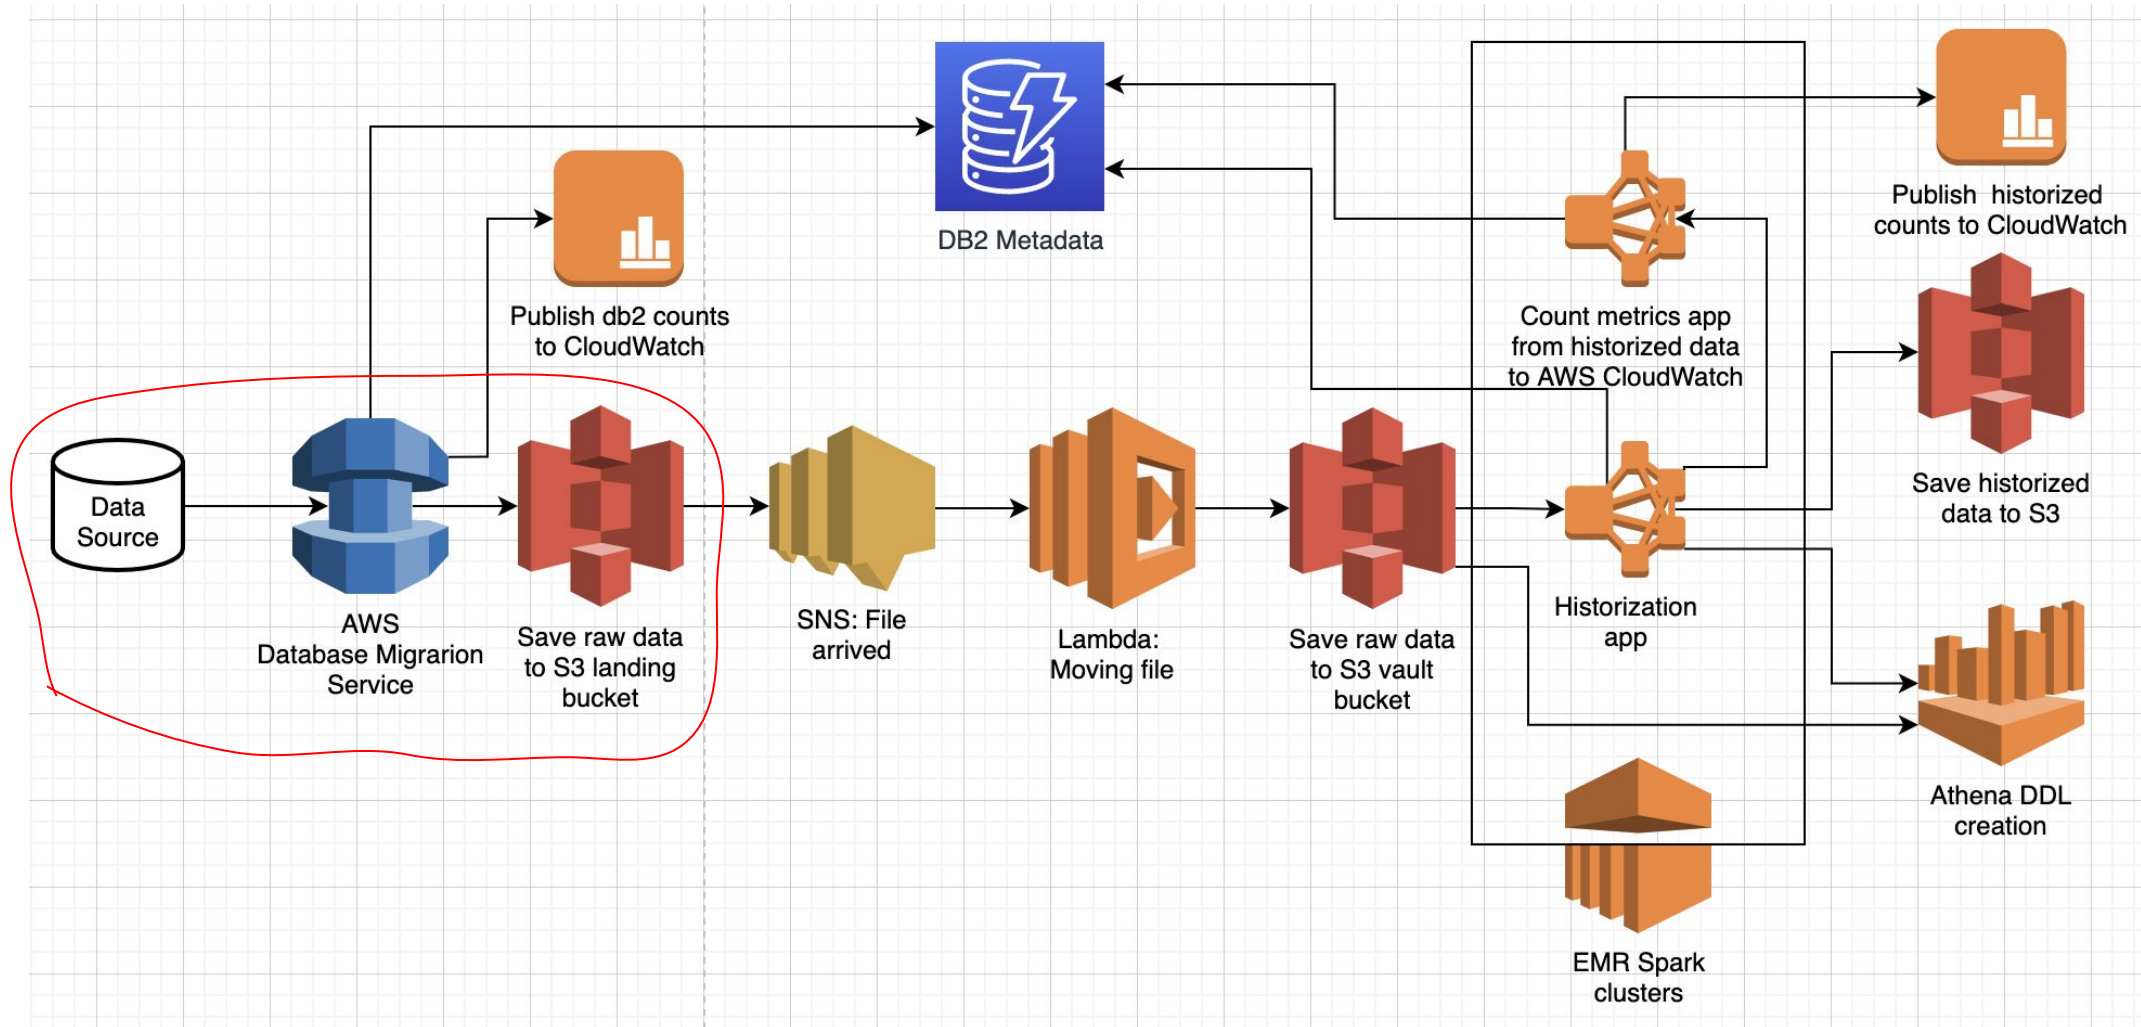 Publish  historized
counts to CloudWatch
DB2 Metadata
Publish db2 counts
to CloudWatch
Count metrics app
from historized data
to AWS CloudWatch
Data
Source
AWS
Database Migrarion
Service
Save raw data
to S3 landing
bucket
SNS: File
arrived
Lambda:
Moving file
Save raw data
to S3 vault
bucket
Historization
app
Save historized
data to S3
Athena DDL
creation
EMR Spark
clusters